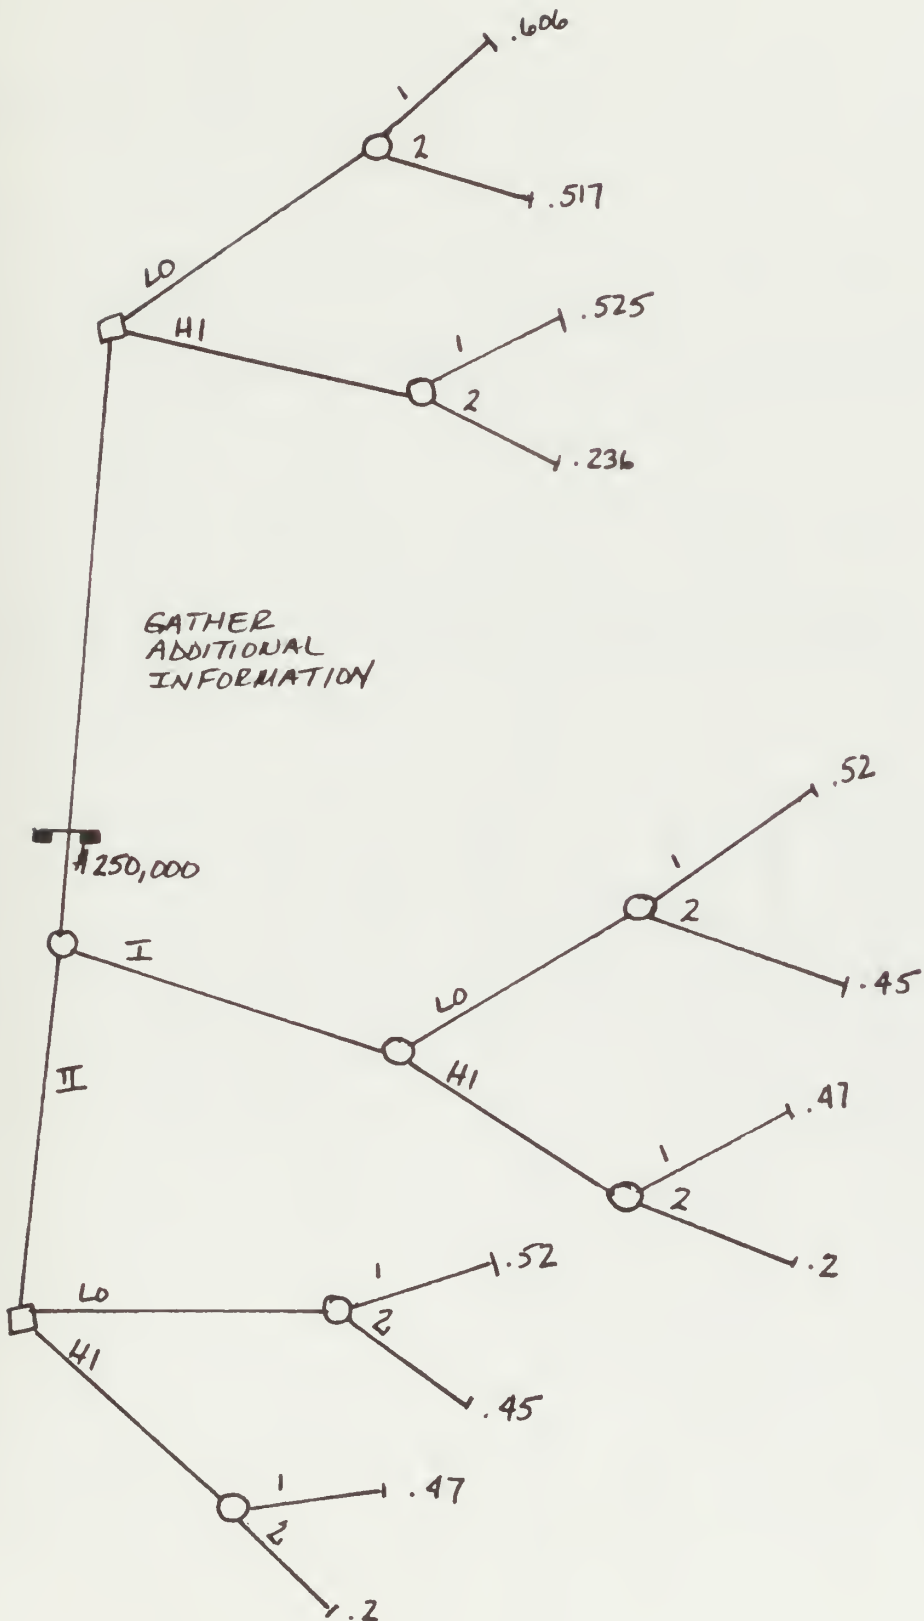 .606
1
2
.517
LO
HI
.525
1
2
.236
GATHER
ADDITIONAL
INFORMATION
$250,000
I
.52
1
2
LO
.45
HI
II
.47
1
2
.2
LO
1
.52
2
.45
HI
1
.47
2
.2